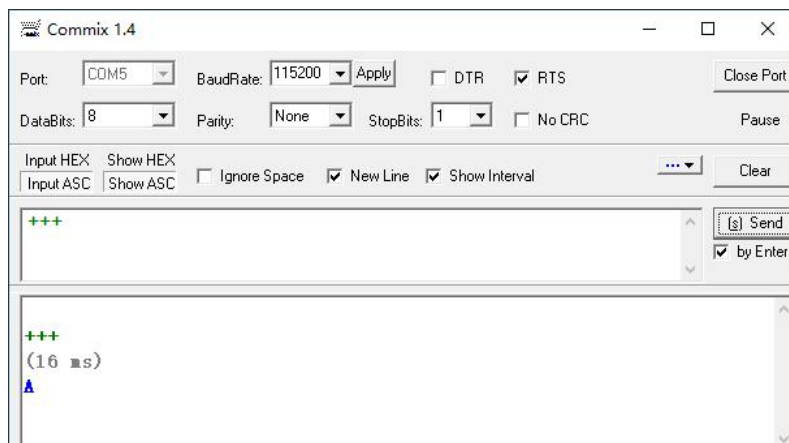 Commix 1.4
Port: COM5 BaudRate: 115200 Apply DTR RTS Close Port
DataBits: 8 Parity: None StopBits: 1 No CRC Pause
Input HEX Show HEX
Input ASC Show ASC Ignore Space New Line Show Interval ... Clear
+++ (s) Send
by Enter
+++
(16 ms)
A